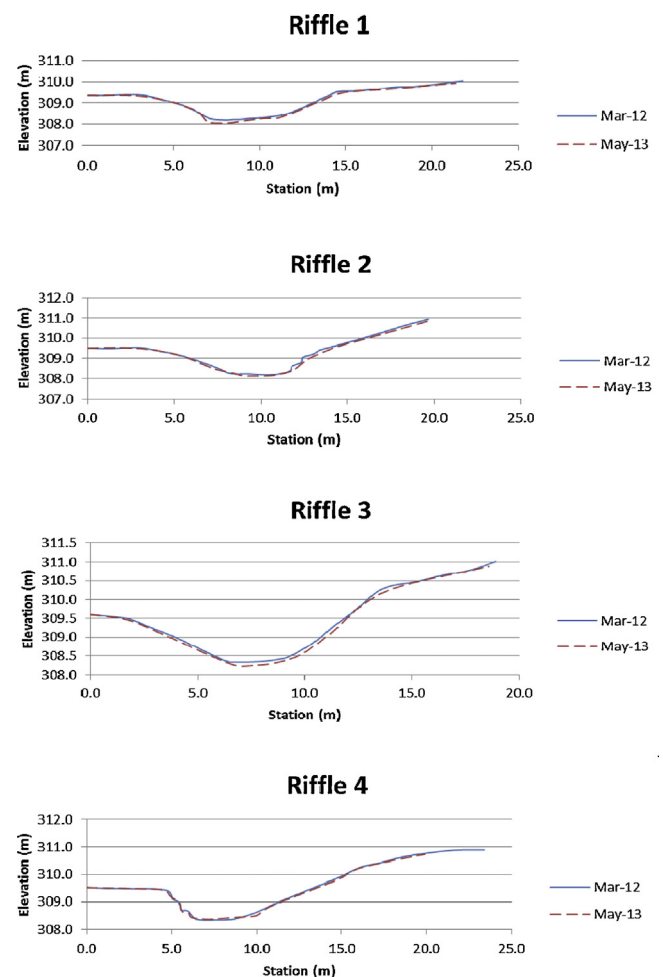 Riffle 1
Elevation (m)
311.0
310.0
309.0
308.0
307.0
0.0 5.0 10.0 15.0 20.0 25.0
Station (m)
Mar-12
May-13
Riffle 2
Elevation (m)
312.0
311.0
310.0
309.0
308.0
307.0
0.0 5.0 10.0 15.0 20.0 25.0
Station (m)
Mar-12
May-13
Riffle 3
Elevation (m)
311.5
311.0
310.5
310.0
309.5
309.0
308.5
308.0
0.0 5.0 10.0 15.0 20.0
Station (m)
Mar-12
May-13
Riffle 4
Elevation (m)
312.0
311.0
310.0
309.0
308.0
0.0 5.0 10.0 15.0 20.0 25.0
Station (m)
Mar-12
May-13